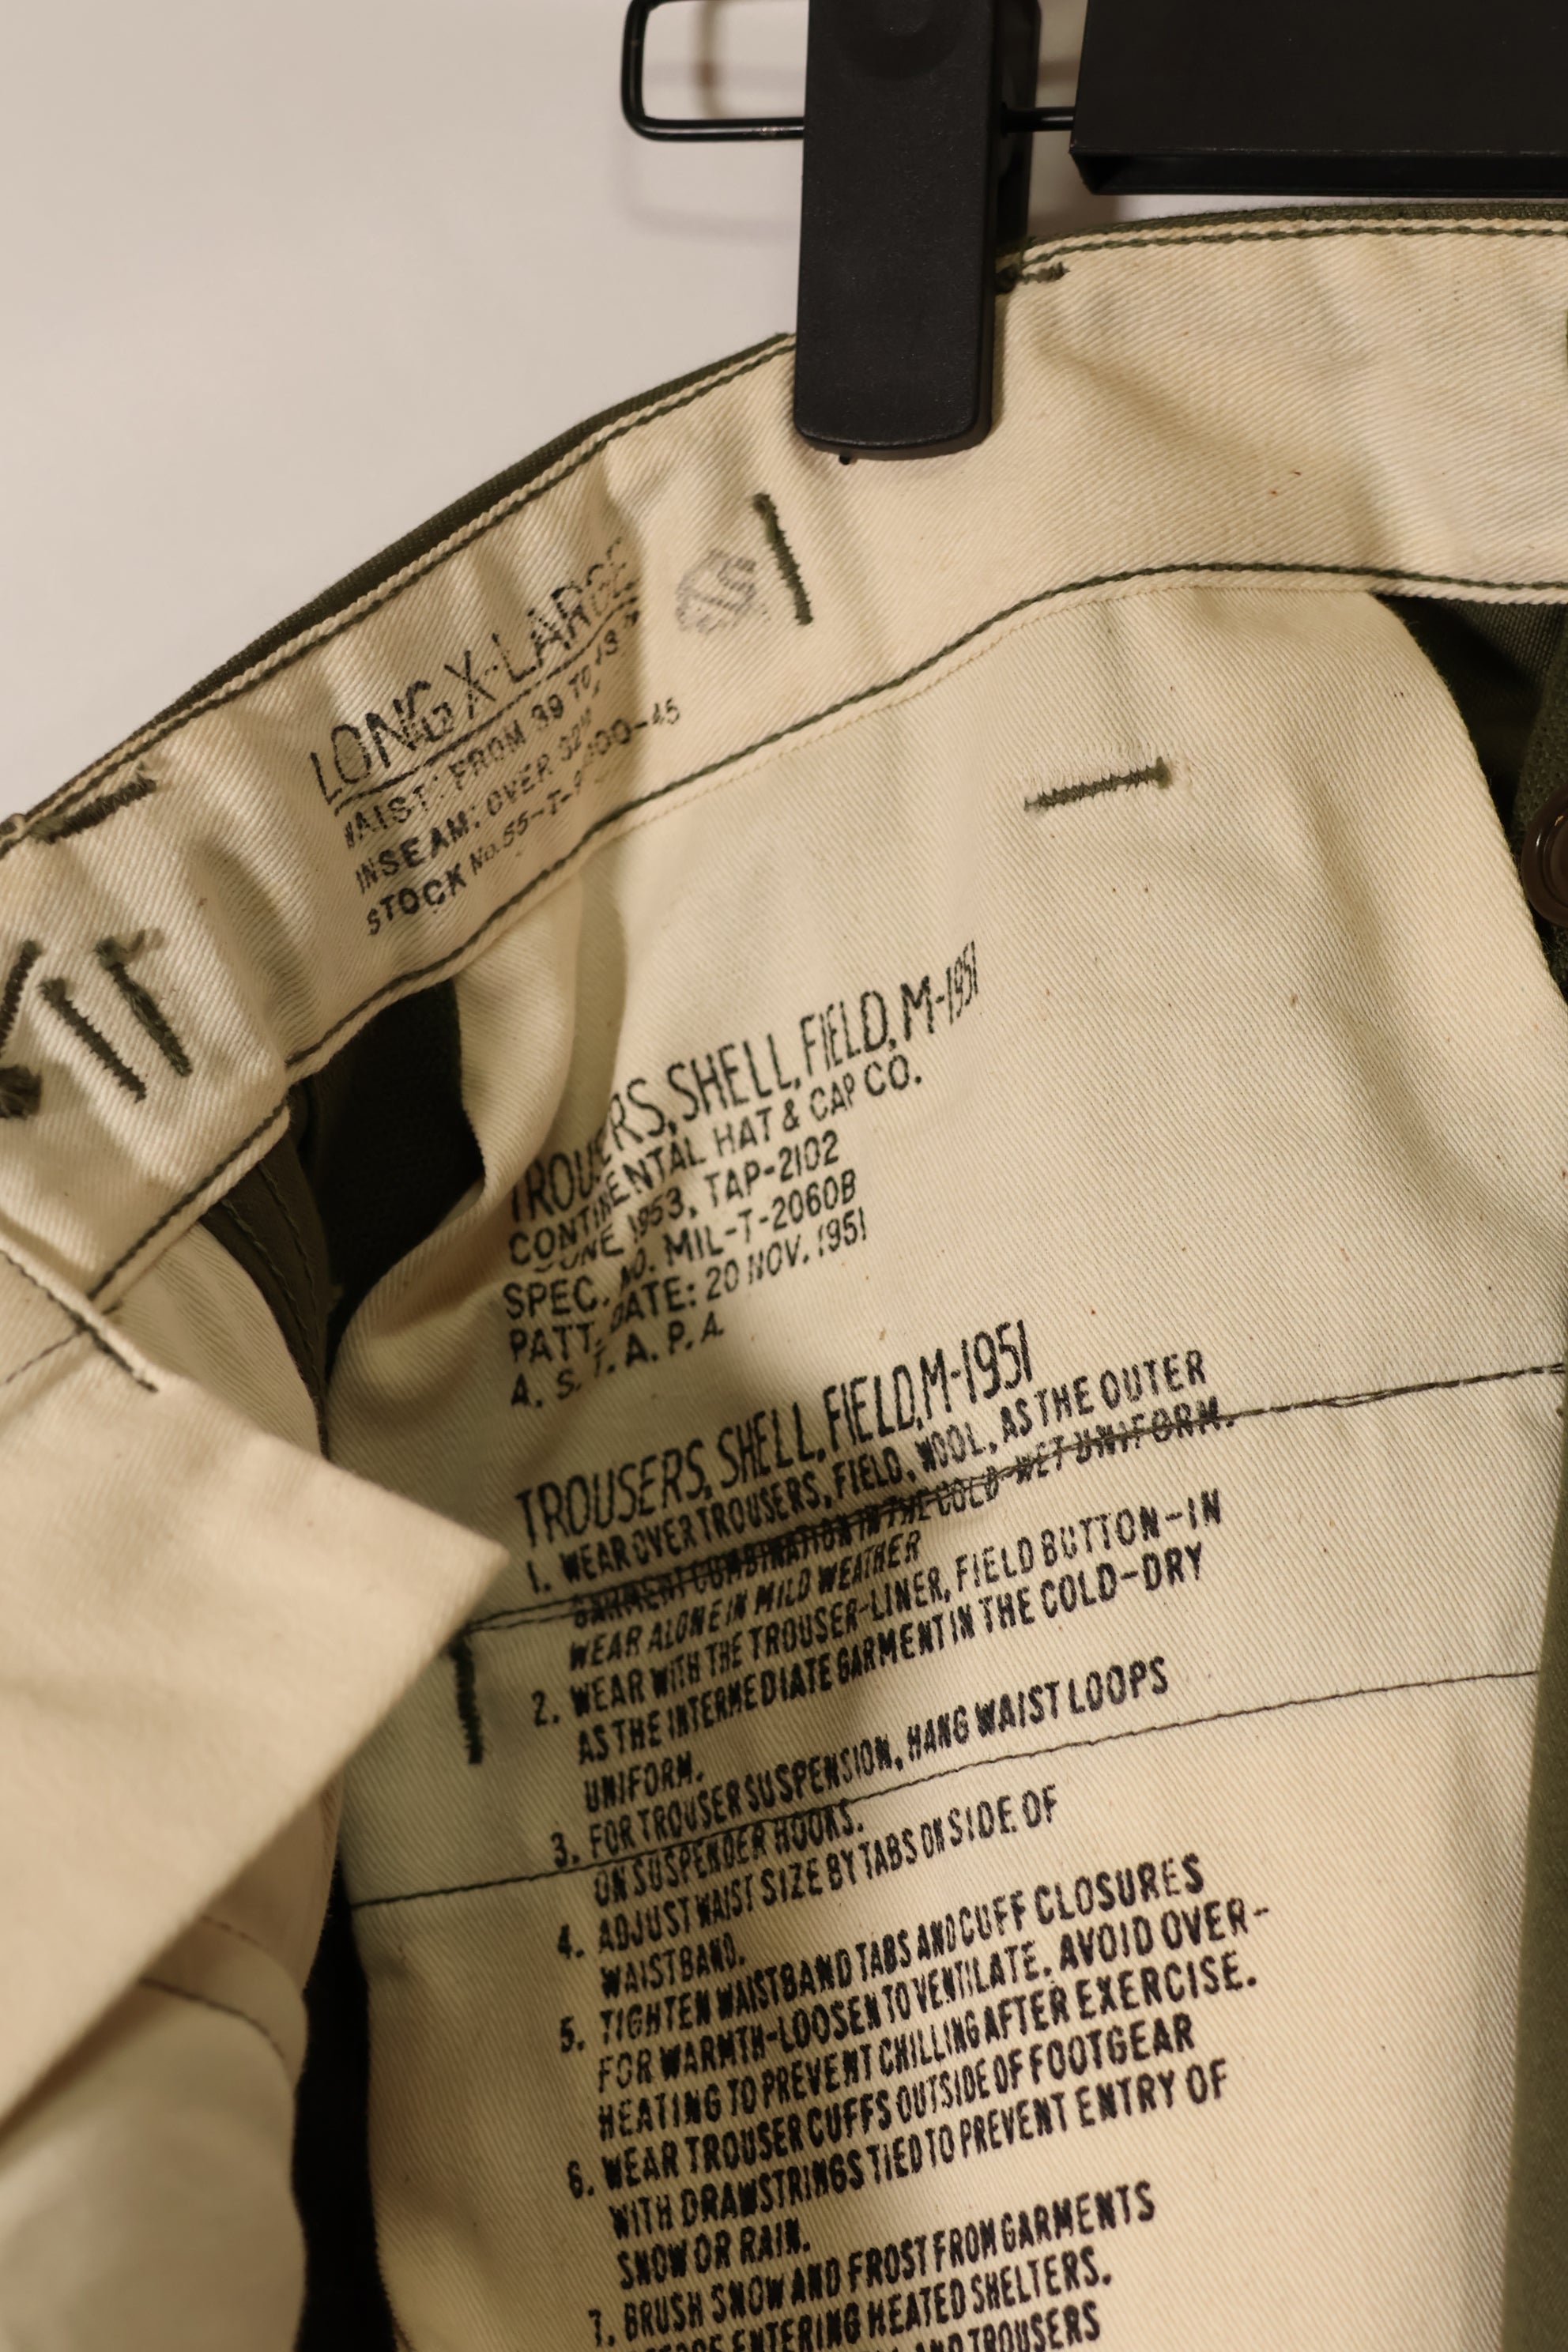 LONG X-LARGE
WAIST: FROM 39 TO 43"
INSEAM: OVER 32"
STOCK No. 55-T-9 00-45
TROUSERS, SHELL, FIELD, M-1951
CONTINENTAL HAT & CAP CO.
JUNE 1953, TAP-2102
SPEC. NO. MIL-T-2060B
PATT. DATE: 20 NOV. 1951
A. S. T. A. P. A.
TROUSERS, SHELL, FIELD, M-1951
1. WEAR OVER TROUSERS, FIELD, WOOL, AS THE OUTER
GARMENT COMBINATION IN THE COLD-WET UNIFORM.
WEAR ALONE IN MILD WEATHER
2. WEAR WITH THE TROUSER-LINER, FIELD BUTTON-IN
AS THE INTERMEDIATE GARMENT IN THE COLD-DRY
UNIFORM.
3. FOR TROUSER SUSPENSION, HANG WAIST LOOPS
ON SUSPENDER HOOKS.
4. ADJUST WAIST SIZE BY TABS ON SIDE OF
WAISTBAND.
5. TIGHTEN WAISTBAND TABS AND CUFF CLOSURES
FOR WARMTH-LOOSEN TO VENTILATE. AVOID OVER-
HEATING TO PREVENT CHILLING AFTER EXERCISE.
6. WEAR TROUSER CUFFS OUTSIDE OF FOOTGEAR
WITH DRAWSTRINGS TIED TO PREVENT ENTRY OF
SNOW OR RAIN.
7. BRUSH SNOW AND FROST FROM GARMENTS
BEFORE ENTERING HEATED SHELTERS.
AND TROUSERS